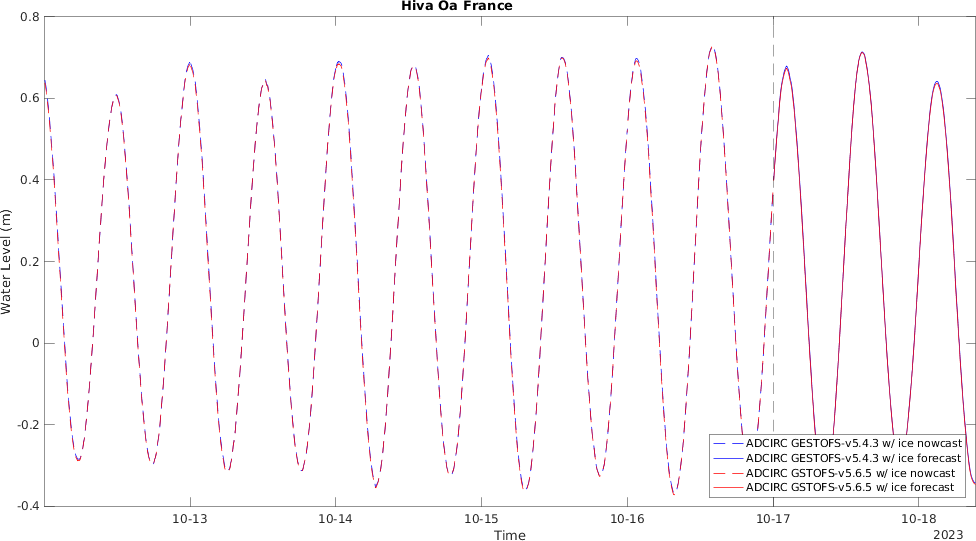 Hiva Oa France
0.8
0.6
0.4
0.2
0
-0.2
-0.4
Water Level (m)
ADCIRC GESTOFS-v5.4.3 w/ ice nowcast
ADCIRC GESTOFS-v5.4.3 w/ ice forecast
ADCIRC GSTOFS-v5.6.5 w/ ice nowcast
ADCIRC GSTOFS-v5.6.5 w/ ice forecast
10-13 10-14 10-15 10-16 10-17 10-18
Time
2023